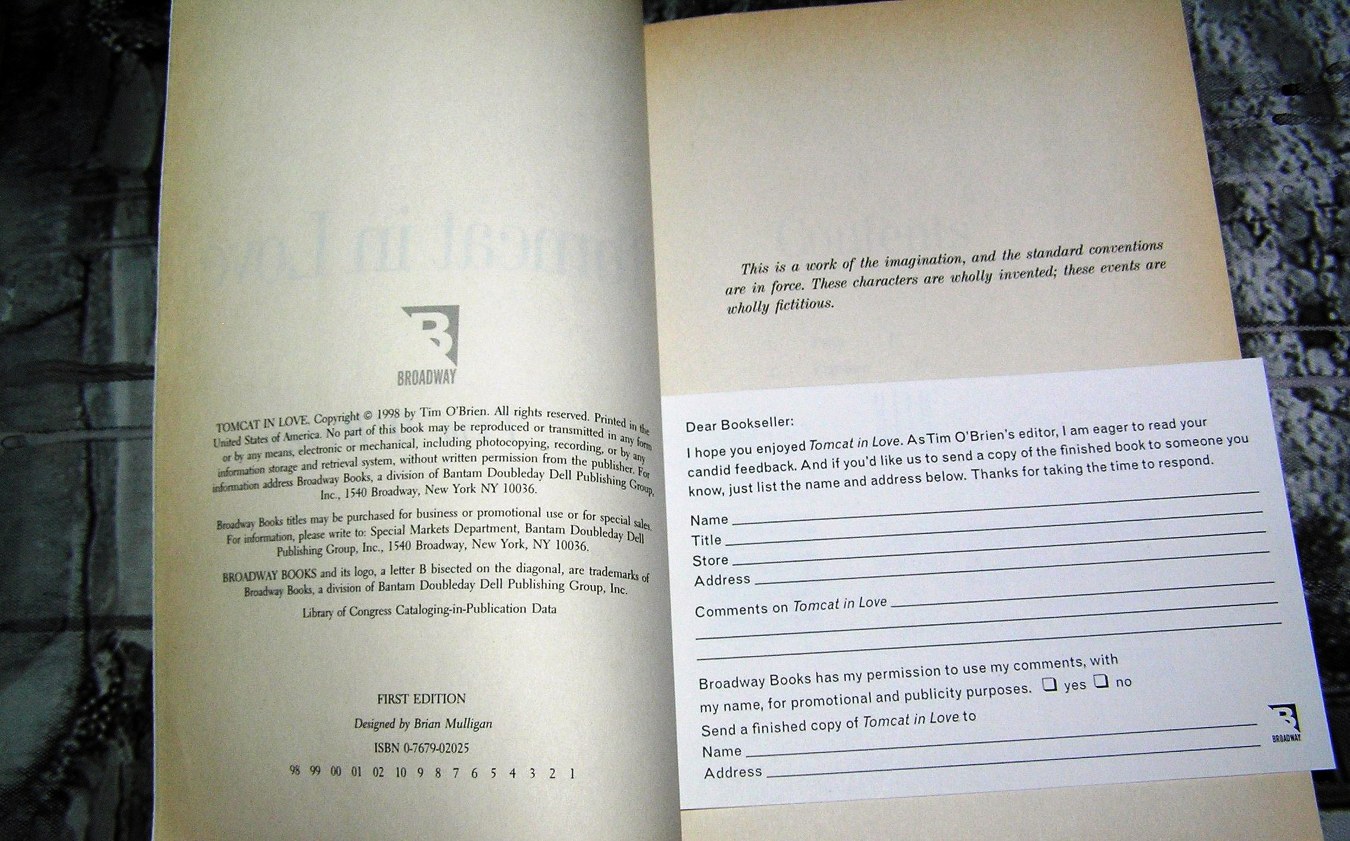 BROADWAY
TOMCAT IN LOVE. Copyright © 1998 by Tim O'Brien. All rights reserved. Printed in the
United States of America. No part of this book may be reproduced or transmitted in any form
or by any means, electronic or mechanical, including photocopying, recording, or by any
information storage and retrieval system, without written permission from the publisher. For
information address Broadway Books, a division of Bantam Doubleday Dell Publishing Group,
Inc., 1540 Broadway, New York NY 10036.
Broadway Books titles may be purchased for business or promotional use or for special sales.
For information, please write to: Special Markets Department, Bantam Doubleday Dell
Publishing Group, Inc., 1540 Broadway, New York, NY 10036.
BROADWAY BOOKS and its logo, a letter B bisected on the diagonal, are trademarks of
Broadway Books, a division of Bantam Doubleday Dell Publishing Group, Inc.
Library of Congress Cataloging-in-Publication Data
FIRST EDITION
Designed by Brian Mulligan
ISBN 0-7679-02025
98 99 00 01 02 10 9 8 7 6 5 4 3 2 1
This is a work of the imagination, and the standard conventions
are in force. These characters are wholly invented; these events are
wholly fictitious.
Dear Bookseller:
I hope you enjoyed Tomcat in Love. As Tim O'Brien's editor, I am eager to read your
candid feedback. And if you'd like us to send a copy of the finished book to someone you
know, just list the name and address below. Thanks for taking the time to respond.
Name
Title
Store
Address
Comments on Tomcat in Love
Broadway Books has my permission to use my comments, with
my name, for promotional and publicity purposes. ❑ yes ❑ no
Send a finished copy of Tomcat in Love to
Name
Address
BROADWAY